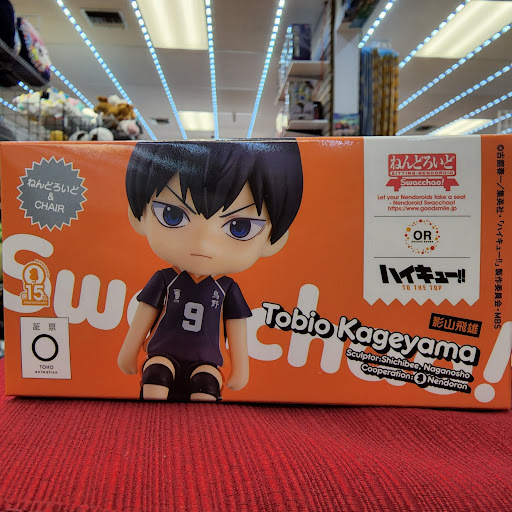 ねんどろいど
&
CHAIR
Swacchao!
15
証票
TOHO
animation
鳥野
9
ねんどろいど
SITTING NENDOROID
Swacchao!
Let your Nendoroids take a seat
- Nendoroid Swacchao!
https://www.goodsmile.jp
OR
ハイキュー!!
TO THE TOP
Tobio Kageyama
影山飛雄
Sculptor: Shichibee, Naganosho
Cooperation: Nendoron
©古舘春一/集英社・「ハイキュー!!」製作委員会・MBS